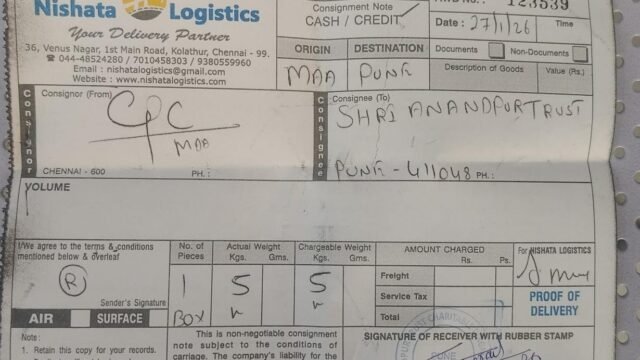 Nishata Logistics
Your Delivery Partner
36, Venus Nagar, 1st Main Road, Kolathur, Chennai - 99.
☎ 044-48524280 / 7010458303 / 9380559960
Email : nishatalogistics@gmail.com
Website : www.nishatalogistics.com
Consignment Note
CASH / CREDIT
123539
Date : 27/1/26 Time
ORIGIN DESTINATION
MAA PUNE
Documents Non-Documents
Description of Goods Value (Rs.)
Consignor
Consignor (From)
CPC
MAA
CHENNAI - 600 PH. :
Consignee
Consignee (To)
SHRI ANANDPUR TRUST
PUNE - 411048 PH. :
VOLUME
I/We agree to the terms & conditions
mentioned below & overleaf
R
Sender's Signature
AIR SURFACE
No. of
Pieces
1
BOX
Actual Weight
Kgs. Gms.
5
Chargeable Weight
Kgs. Gms.
5
AMOUNT CHARGED
Rs. Ps.
Freight
Service Tax
Total
For NISHATA LOGISTICS
PROOF OF
DELIVERY
Note :
1. Retain this copy for your records.
This is non-negotiable consignment
note subject to the conditions of
carriage. The company's liability for the
SIGNATURE OF RECEIVER WITH RUBBER STAMP